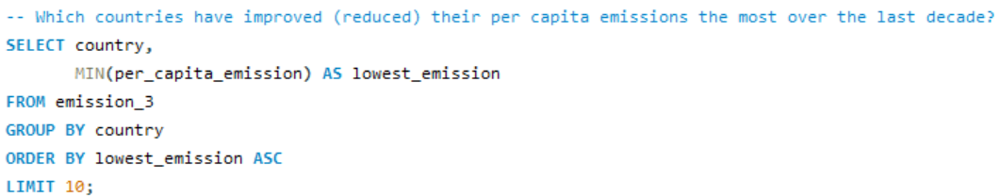 -- Which countries have improved (reduced) their per capita emissions the most over the last decade?
SELECT country,
       MIN(per_capita_emission) AS lowest_emission
FROM emission_3
GROUP BY country
ORDER BY lowest_emission ASC
LIMIT 10;